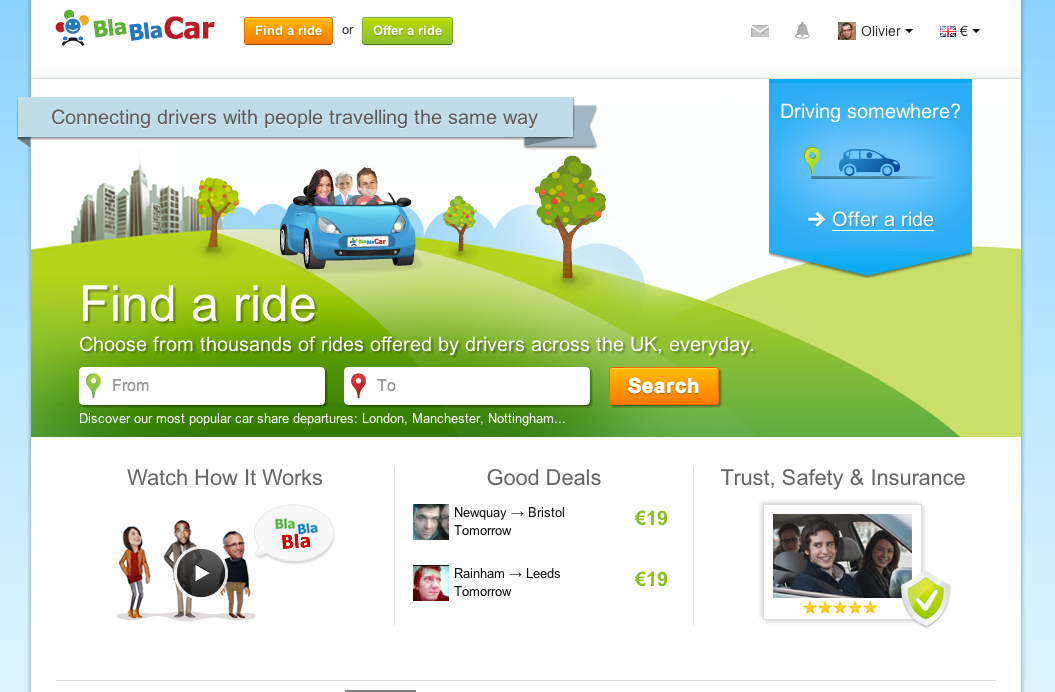 BlaBlaCar
Find a ride or Offer a ride
Olivier
€
Connecting drivers with people travelling the same way
Driving somewhere?
→ Offer a ride
BlaBlaCar
Find a ride
Choose from thousands of rides offered by drivers across the UK, everyday.
From
To
Search
Discover our most popular car share departures: London, Manchester, Nottingham...
Watch How It Works
Bla
Bla
Bla
Good Deals
Newquay → Bristol
Tomorrow
€19
Rainham → Leeds
Tomorrow
€19
Trust, Safety & Insurance